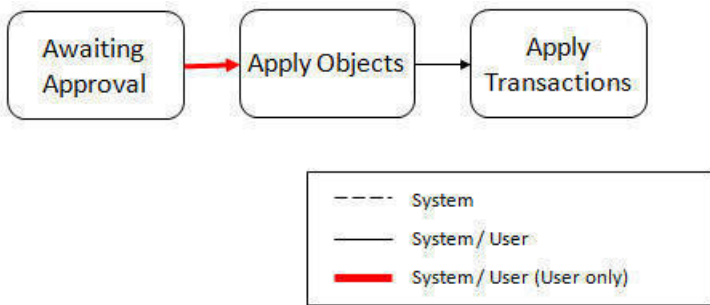 Awaiting
Approval
Apply Objects
Apply
Transactions
System
System / User
System / User (User only)